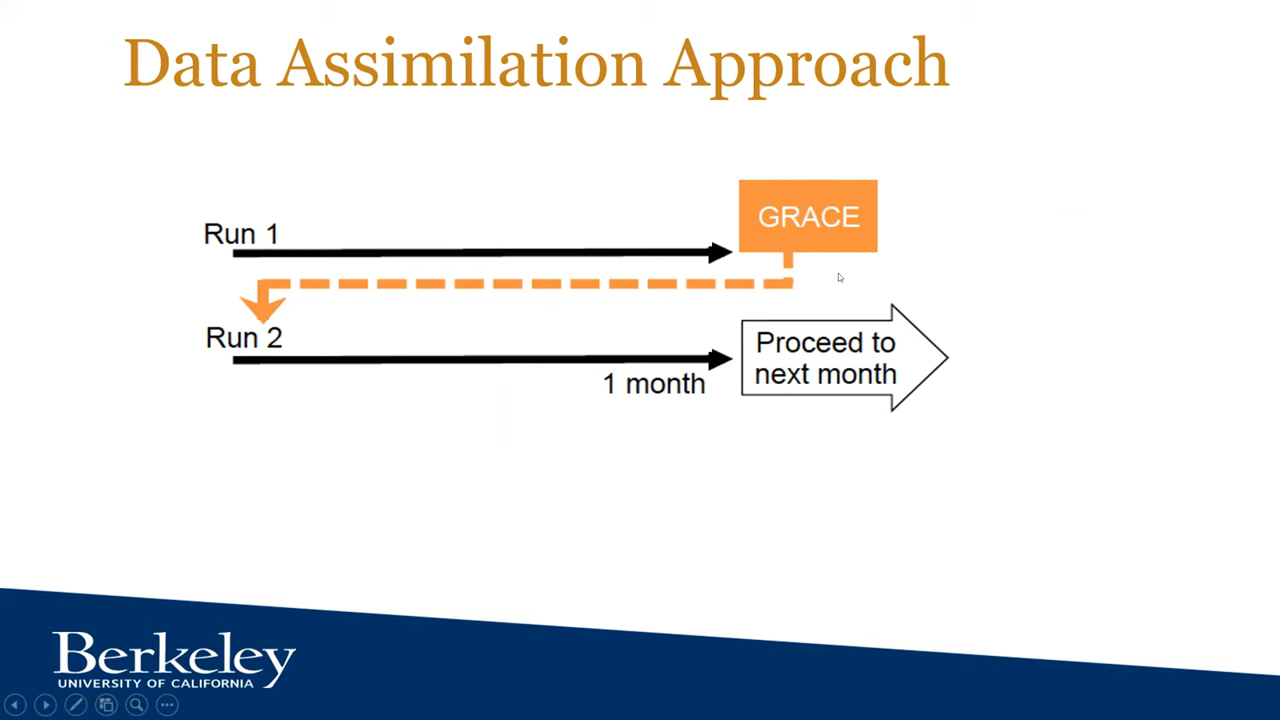 Data Assimilation Approach
GRACE
Run 1
Run 2
1 month
Proceed to
next month
Berkeley
UNIVERSITY OF CALIFORNIA